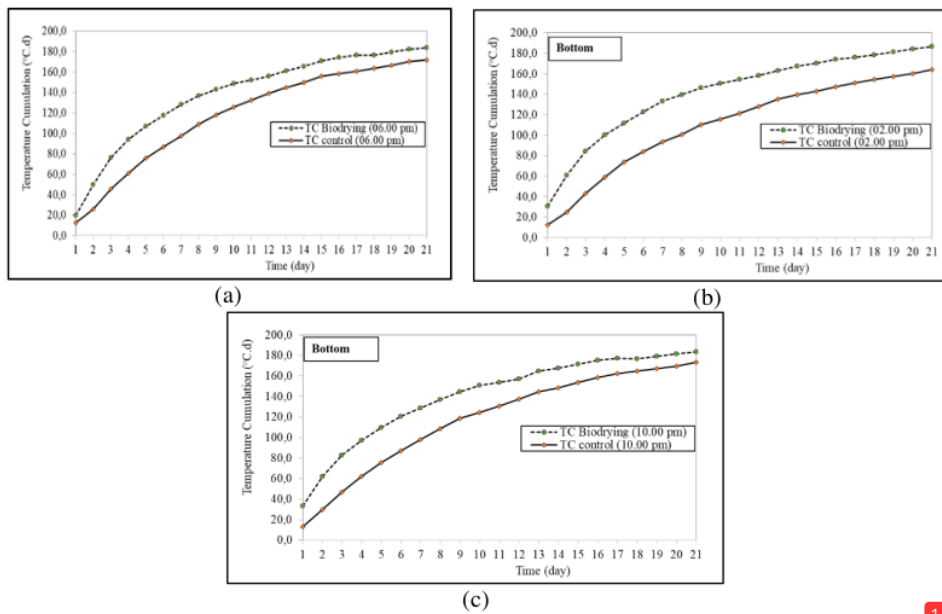 200,0
180,0
160,0
140,0
120,0
100,0
80,0
60,0
40,0
20,0
0,0
Temperature Cumulation (°C.d)
TC Biodrying (06.00 pm)
TC control (06.00 pm)
1 2 3 4 5 6 7 8 9 10 11 12 13 14 15 16 17 18 19 20 21
Time (day)
(a)
Bottom
200,0
180,0
160,0
140,0
120,0
100,0
80,0
60,0
40,0
20,0
0,0
Temperature Cumulation (°C.d)
TC Biodrying (02.00 pm)
TC control (02.00 pm)
1 2 3 4 5 6 7 8 9 10 11 12 13 14 15 16 17 18 19 20 21
Time (day)
(b)
Bottom
200,0
180,0
160,0
140,0
120,0
100,0
80,0
60,0
40,0
20,0
0,0
Temperature Cumulation (°C.d)
TC Biodrying (10.00 pm)
TC control (10.00 pm)
1 2 3 4 5 6 7 8 9 10 11 12 13 14 15 16 17 18 19 20 21
Time (day)
(c)
1